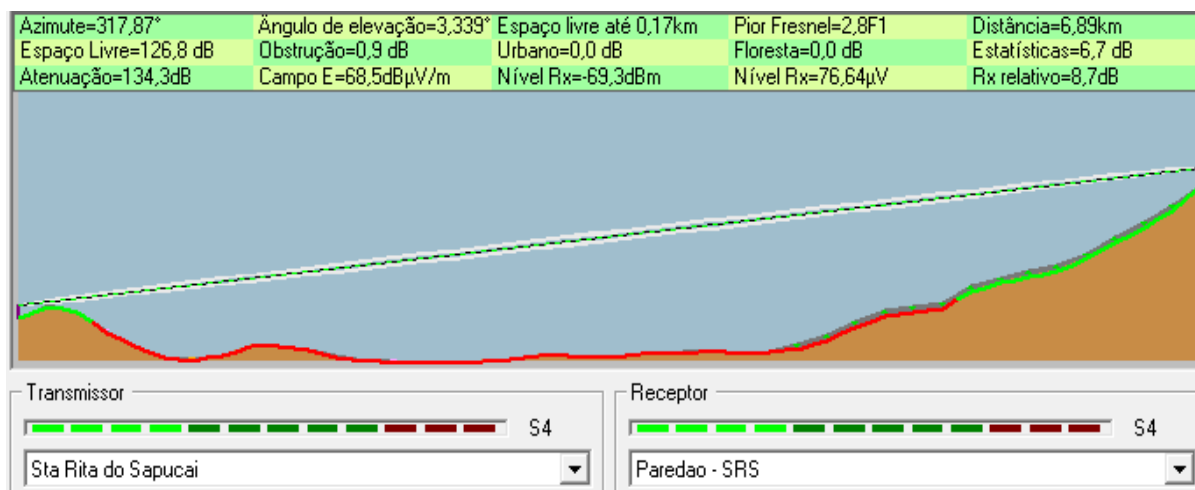 Azimute=317,87° Ângulo de elevação=3,339° Espaço livre até 0,17km Pior Fresnel=2,8F1 Distância=6,89km
Espaço Livre=126,8 dB Obstrução=0,9 dB Urbano=0,0 dB Floresta=0,0 dB Estatísticas=6,7 dB
Atenuação=134,3dB Campo E=68,5dBµV/m Nível Rx=-69,3dBm Nível Rx=76,64µV Rx relativo=8,7dB
Transmissor Receptor
S4 S4
Sta Rita do Sapucai Paredao - SRS